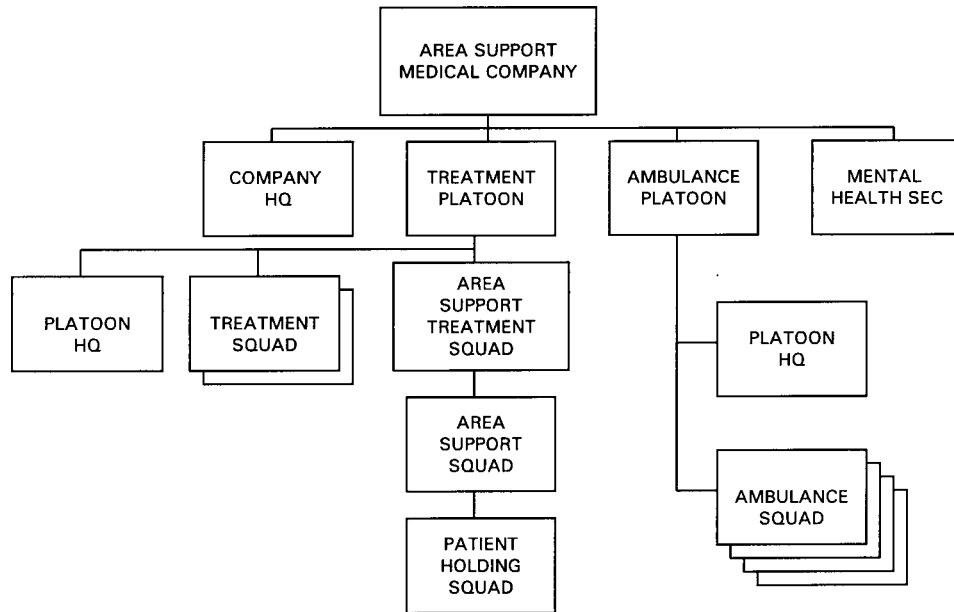 AREA SUPPORT
MEDICAL COMPANY
COMPANY
HQ
TREATMENT
PLATOON
AMBULANCE
PLATOON
MENTAL
HEALTH SEC
PLATOON
HQ
TREATMENT
SQUAD
AREA
SUPPORT
TREATMENT
SQUAD
PLATOON
HQ
AREA
SUPPORT
SQUAD
AMBULANCE
SQUAD
PATIENT
HOLDING
SQUAD